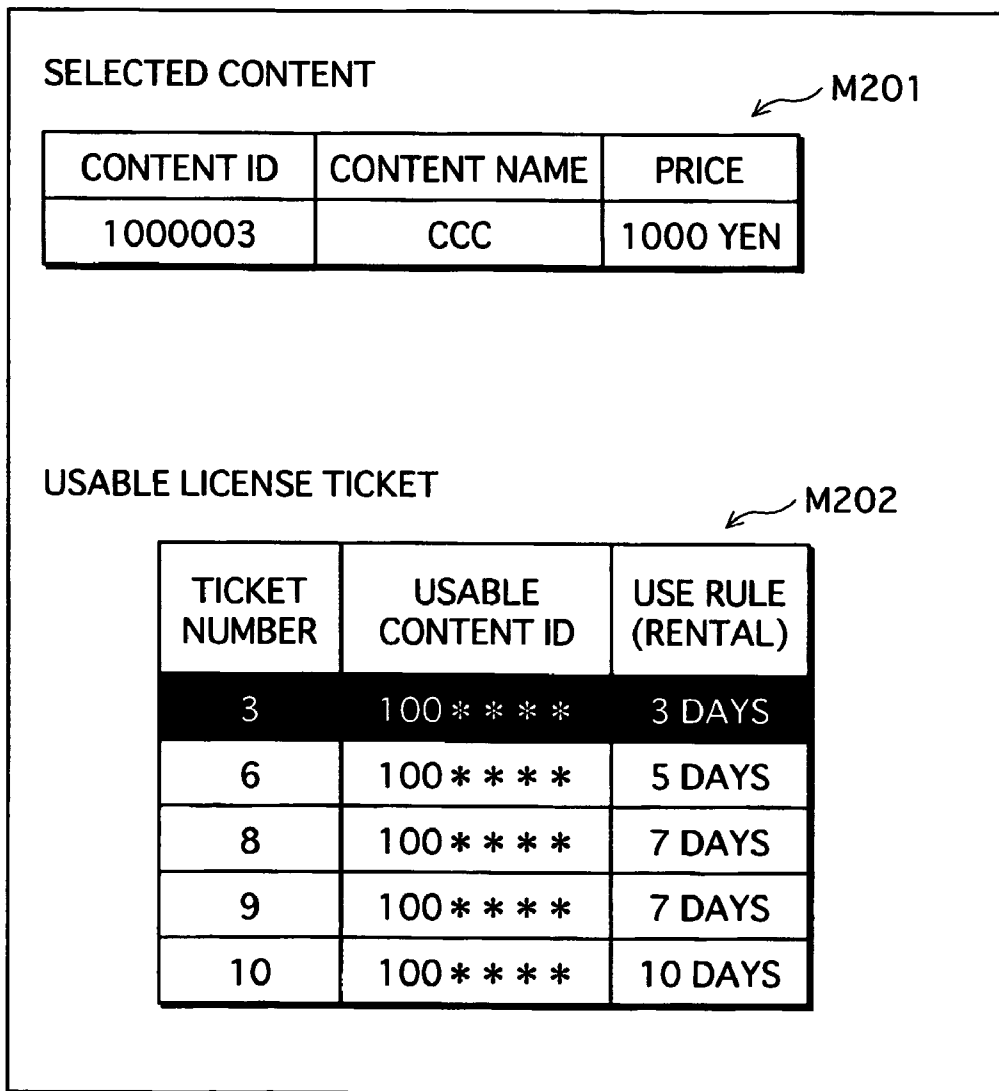 SELECTED CONTENT
M201
CONTENT ID CONTENT NAME PRICE
1000003 CCC 1000 YEN
USABLE LICENSE TICKET
M202
TICKET NUMBER USABLE CONTENT ID USE RULE (RENTAL)
3 100**** 3 DAYS
6 100**** 5 DAYS
8 100**** 7 DAYS
9 100**** 7 DAYS
10 100**** 10 DAYS